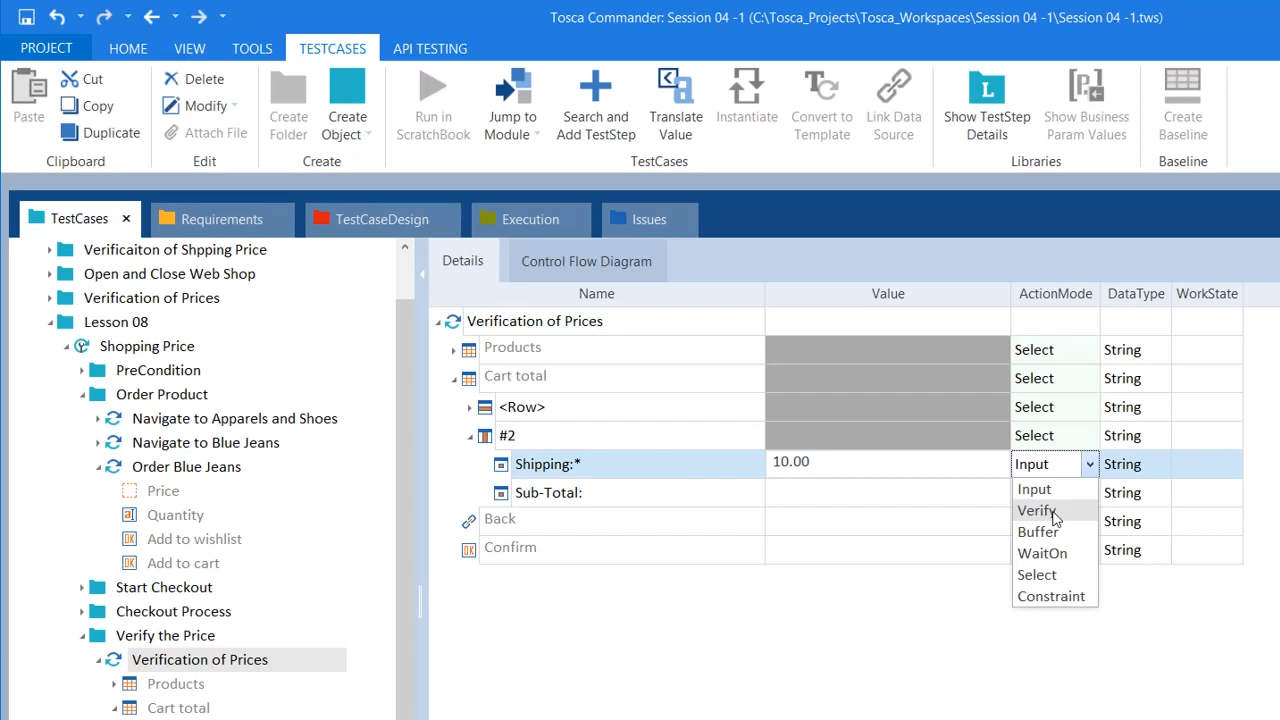 Tosca Commander: Session 04 -1 (C:\Tosca_Projects\Tosca_Workspaces\Session 04 -1\Session 04 -1.tws)
PROJECT HOME VIEW TOOLS TESTCASES API TESTING
Paste
Cut
Copy
Duplicate
Clipboard
Delete
Modify
Attach File
Edit
Create Folder
Create Object
Create
Run in ScratchBook
Jump to Module
Search and Add TestStep
Translate Value
Instantiate
Convert to Template
Link Data Source
TestCases
Show TestStep Details
Show Business Param Values
Libraries
Create Baseline
Baseline
TestCases × Requirements TestCaseDesign Execution Issues
Verificaiton of Shpping Price
Open and Close Web Shop
Verification of Prices
Lesson 08
Shopping Price
PreCondition
Order Product
Navigate to Apparels and Shoes
Navigate to Blue Jeans
Order Blue Jeans
Price
Quantity
Add to wishlist
Add to cart
Start Checkout
Checkout Process
Verify the Price
Verification of Prices
Products
Cart total
Details Control Flow Diagram
Name Value ActionMode DataType WorkState
Verification of Prices
Products Select String
Cart total Select String
<Row> Select String
#2 Select String
Shipping:* 10.00 Input String
Sub-Total: String
Back String
Confirm String
Input
Verify
Buffer
WaitOn
Select
Constraint